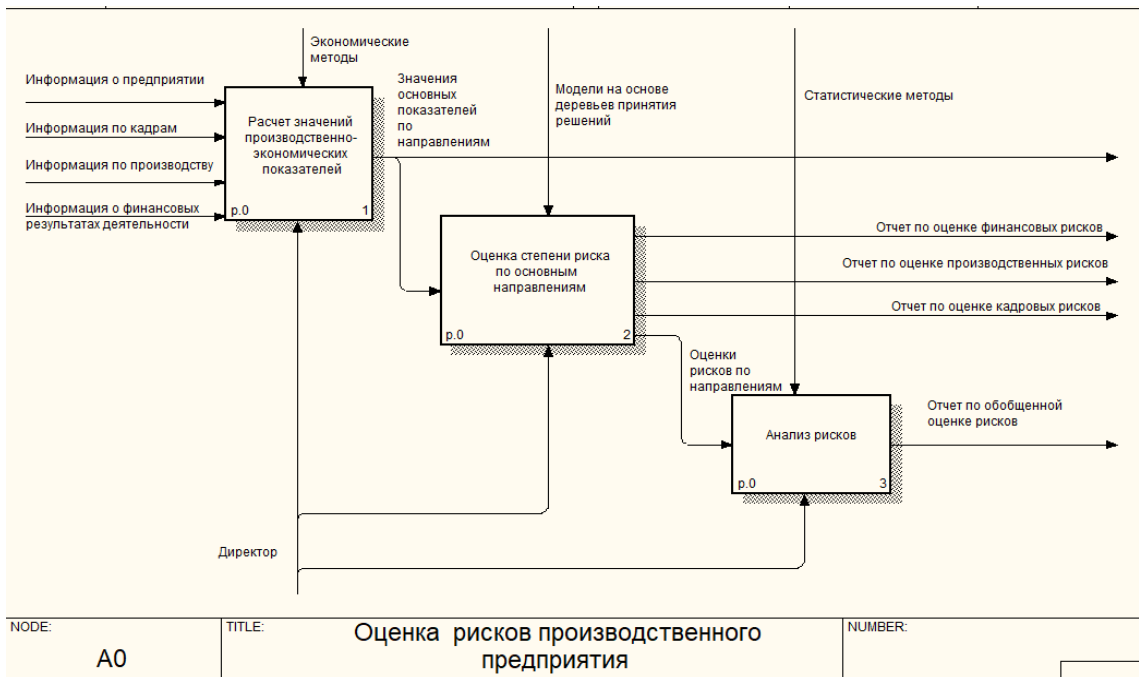 Экономические
методы
Информация о предприятии
Информация по кадрам
Информация по производству
Информация о финансовых
результатах деятельности
Расчет значений
производственно-
экономических
показателей
р.0
1
Значения
основных
показателей
по
направлениям
Модели на основе
деревьев принятия
решений
Статистические методы
Оценка степени риска
по основным
направлениям
р.0
2
Отчет по оценке финансовых рисков
Отчет по оценке производственных рисков
Отчет по оценке кадровых рисков
Оценки
рисков по
направлениям
Анализ рисков
р.0
3
Отчет по обобщенной
оценке рисков
Директор
NODE:
A0
TITLE:
Оценка рисков производственного
предприятия
NUMBER: